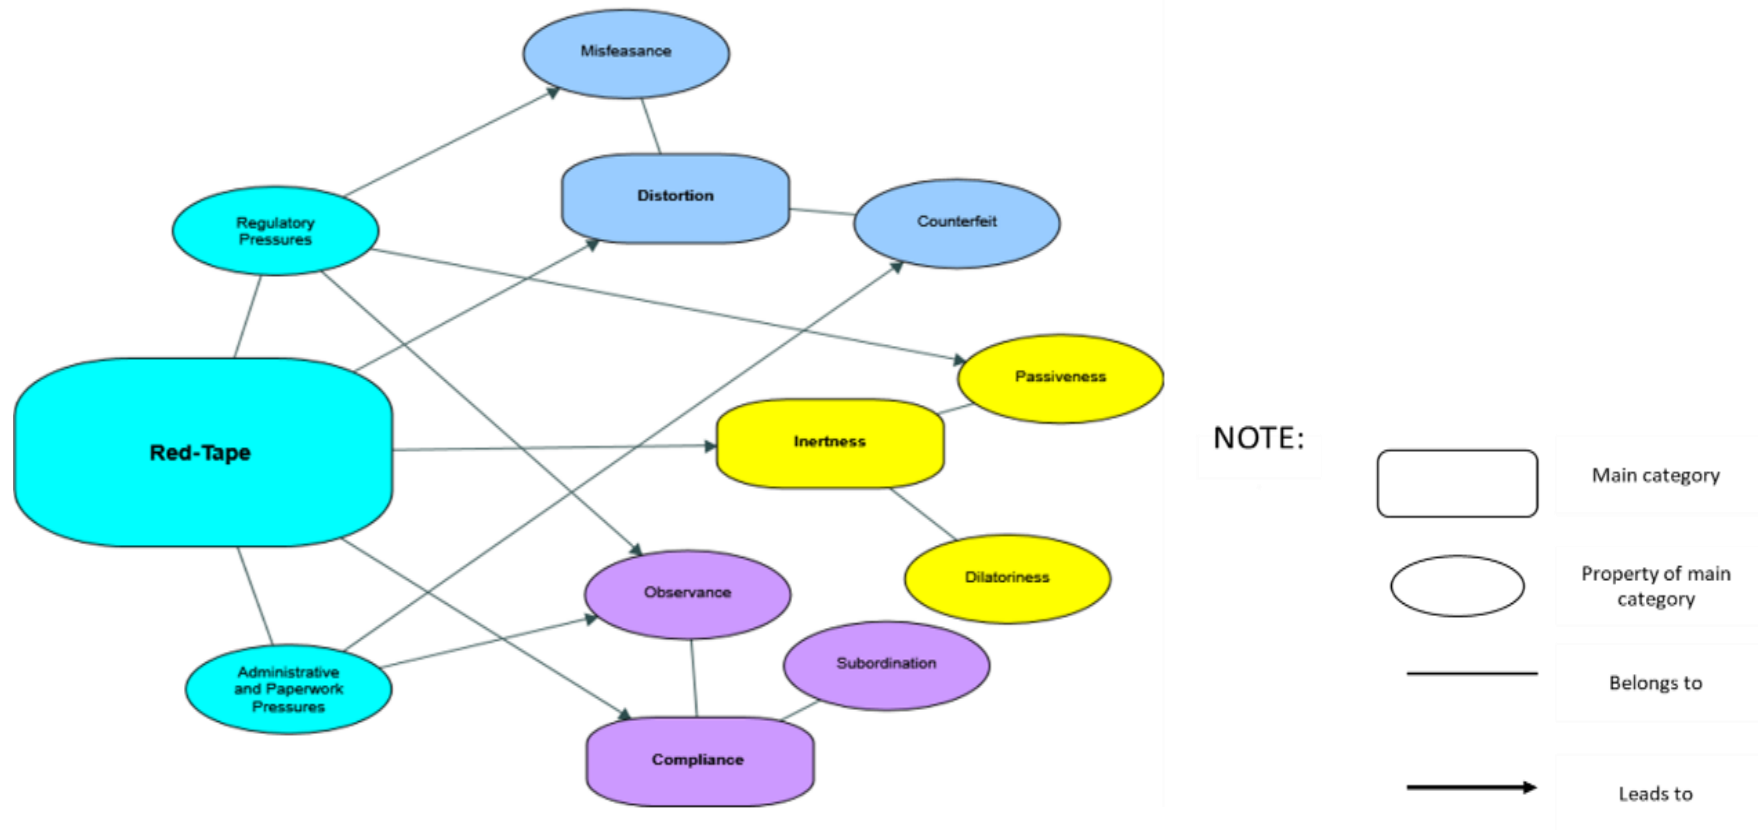 Misfeasance
Distortion
Regulatory
Pressures
Counterfeit
Passiveness
Red-Tape
Inertness
Dilatoriness
Observance
Subordination
Administrative
and Paperwork
Pressures
Compliance
NOTE:
Main category
Property of main
category
Belongs to
Leads to